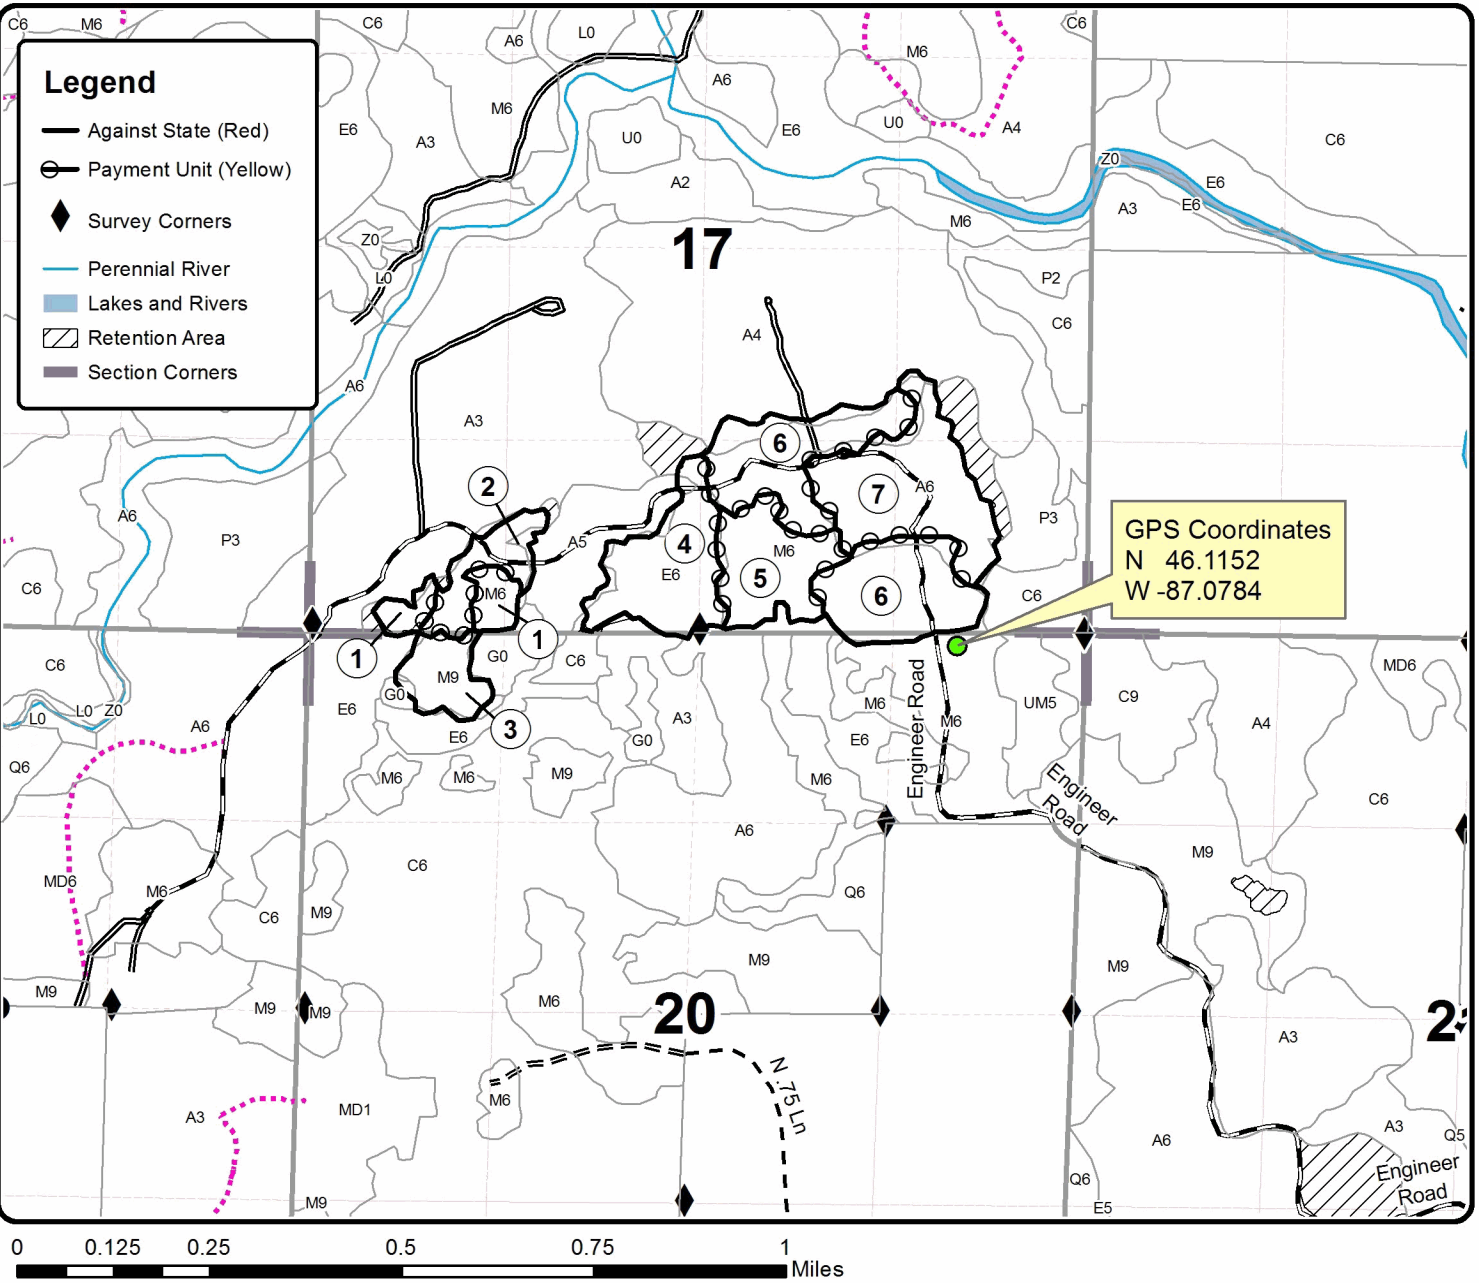 C6
M6
C6
A6
L0
M6
C6
Legend
Against State (Red)
Payment Unit (Yellow)
Survey Corners
Perennial River
Lakes and Rivers
Retention Area
Section Corners
A6
M6
E6
A3
U0
E6
U0
A4
C6
Z0
A2
E6
E6
A3
M6
Z0
17
L0
P2
C6
A4
A6
A3
6
2
7
A6
A6
P3
A5
4
M6
P3
GPS Coordinates
N 46.1152
W -87.0784
E6
5
6
C6
M6
C6
1
1
G0
C6
C6
M9
G0
3
E6
E6
A3
G0
M6
E6
M6
UM5
C9
MD6
A4
L0
L0
Z0
A6
Q6
M6
M6
M9
M6
Engineer Road
Engineer
Road
C6
A6
M9
C6
MD6
M6
C6
M9
Q6
M9
M9
M9
M9
M9
M6
20
2
A3
N .75 Ln
M6
MD1
A3
A6
A3
Q5
Engineer
Road
Q6
E5
M9
0
0.125
0.25
0.5
0.75
1
Miles